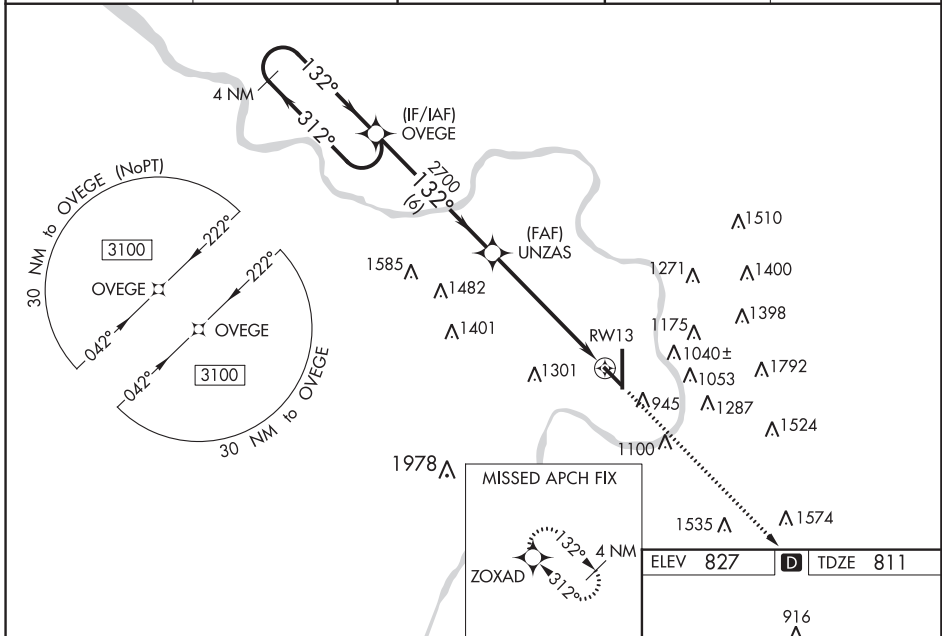 132°
4 NM
312°
(IF/IAF)
OVEGE
2700
132°
(6)
(FAF)
UNZAS
30 NM to OVEGE (NoPT)
3100
222°
OVEGE
042°
222°
OVEGE
042°
3100
30 NM to OVEGE
1585
1482
1401
1301
1510
1271
1400
1398
1175
RW13
1040±
1053
1792
945
1287
1524
1100
1978
1535
1574
MISSED APCH FIX
132°
4 NM
ZOXAD
312°
ELEV 827 D TDZE 811
916